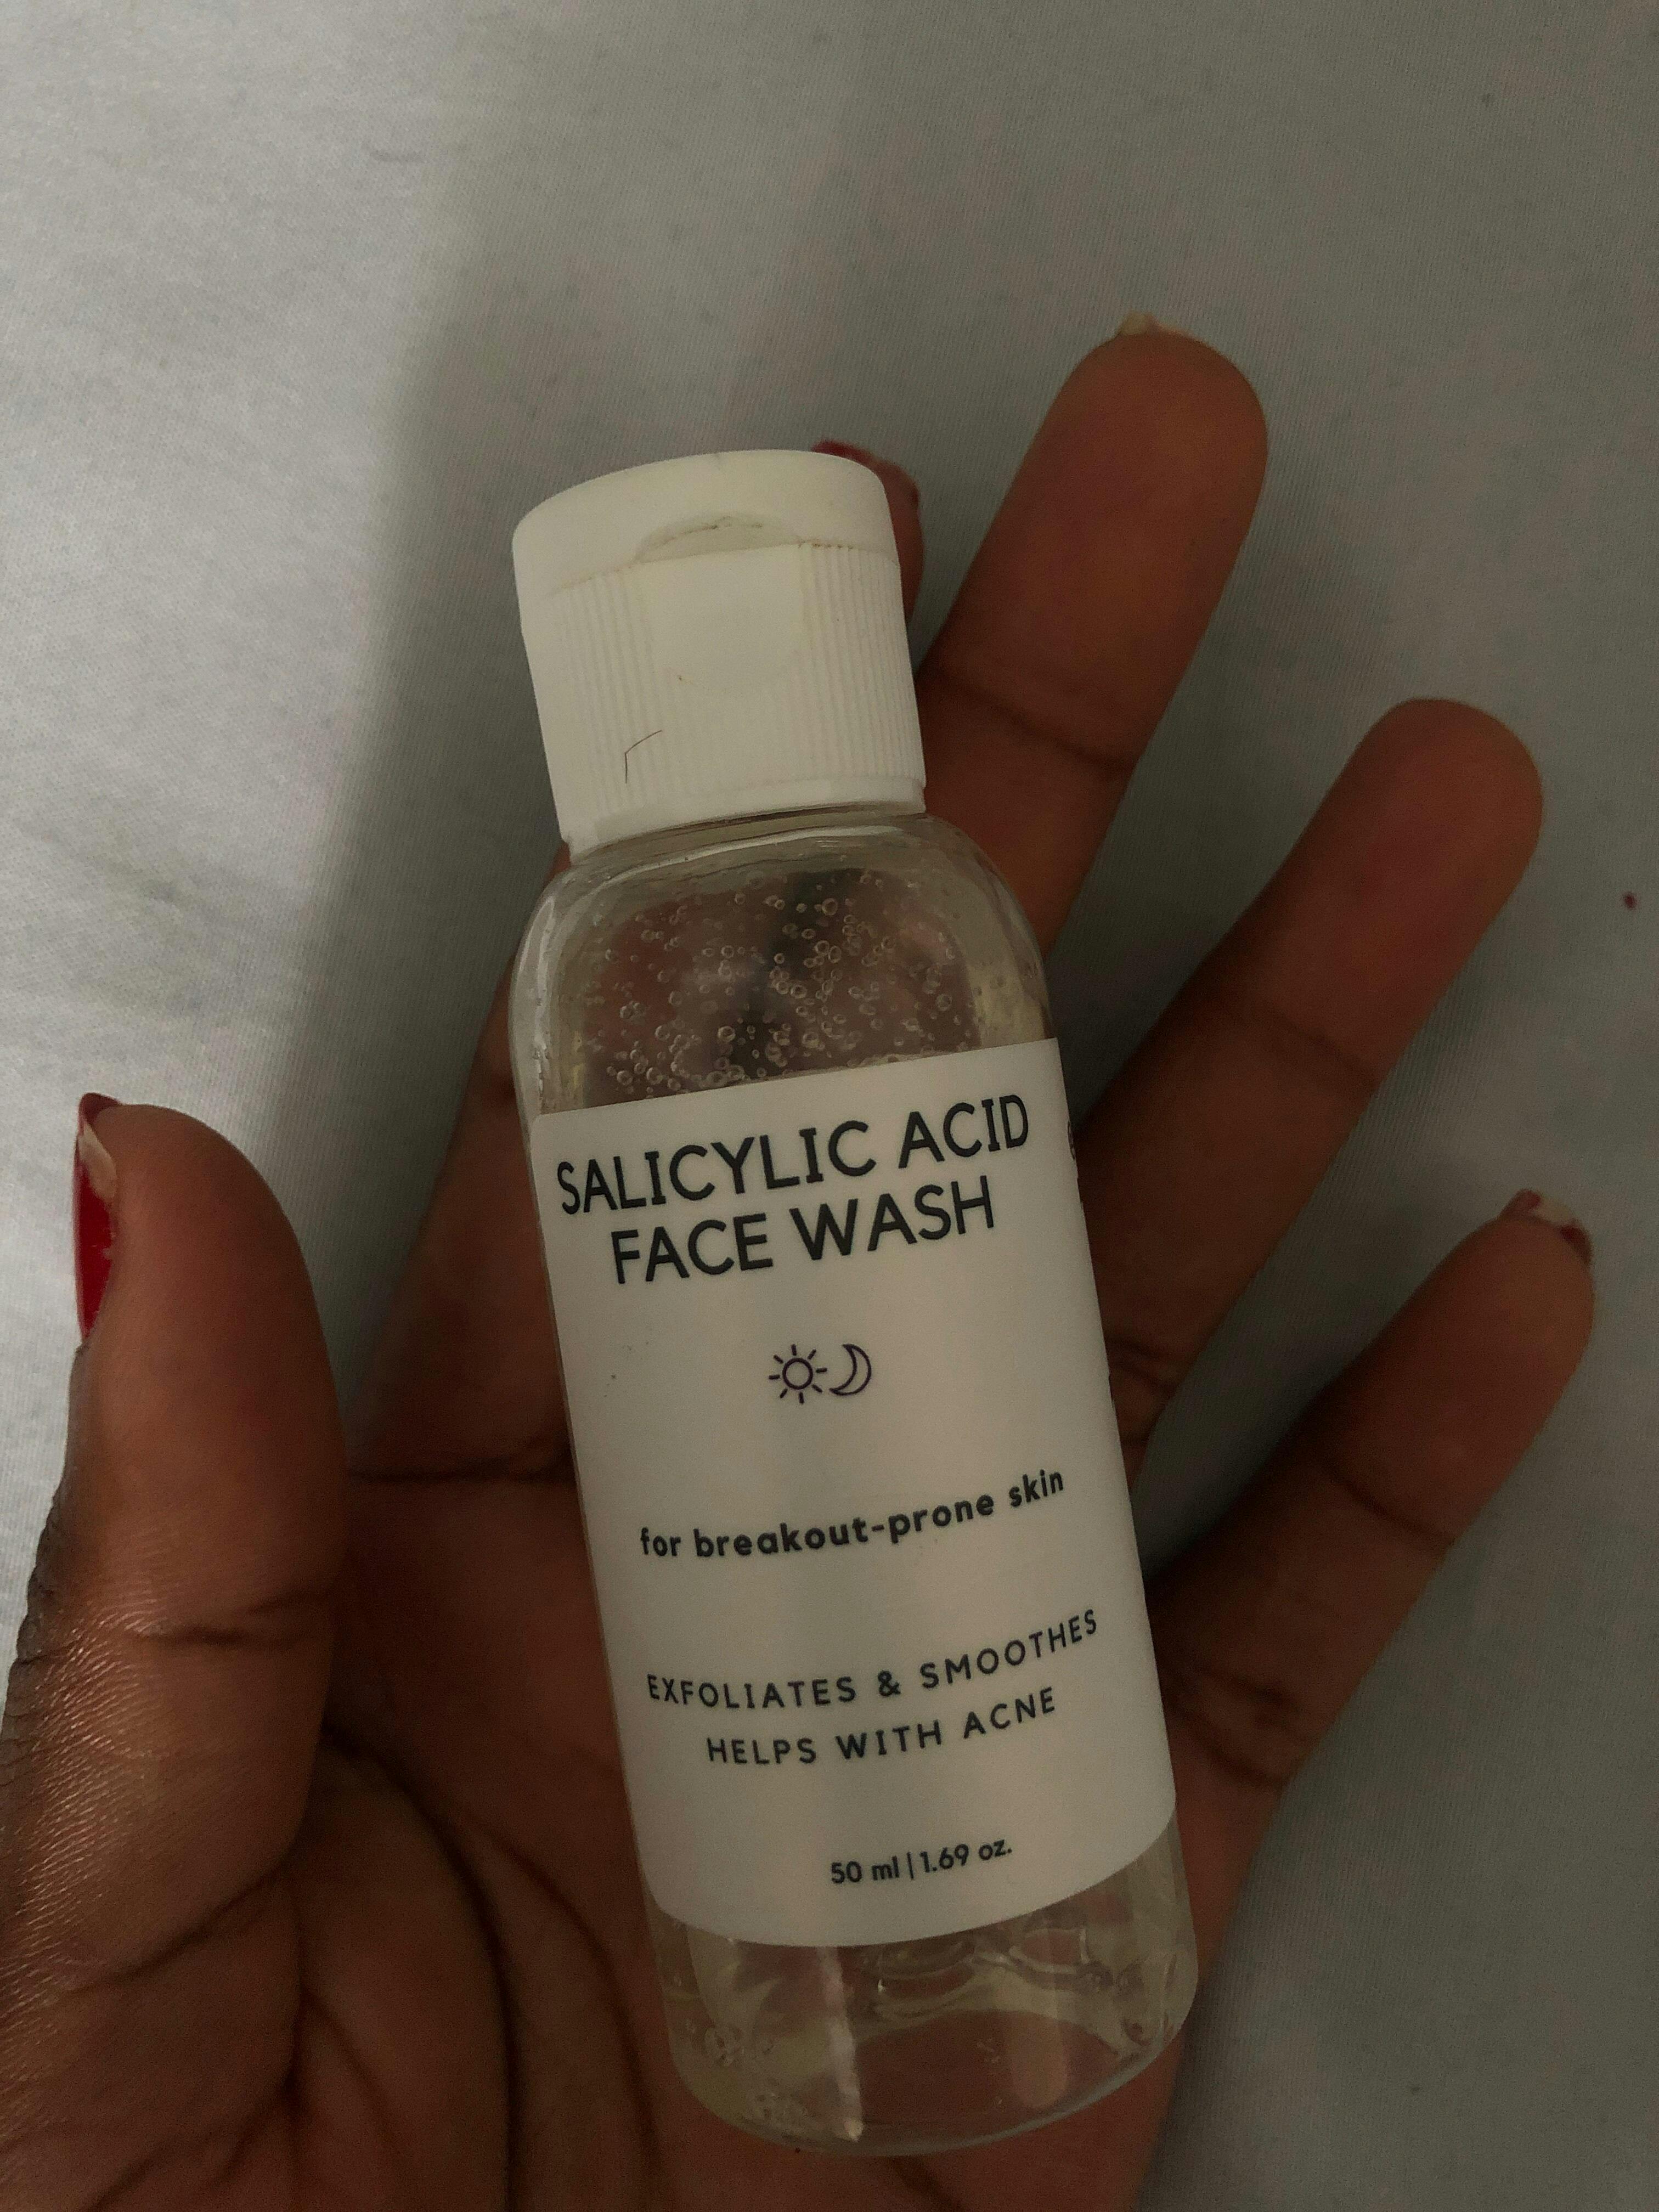 SALICYLIC ACID
FACE WASH
for breakout-prone skin
EXFOLIATES & SMOOTHES
HELPS WITH ACNE
50 ml | 1.69 oz.